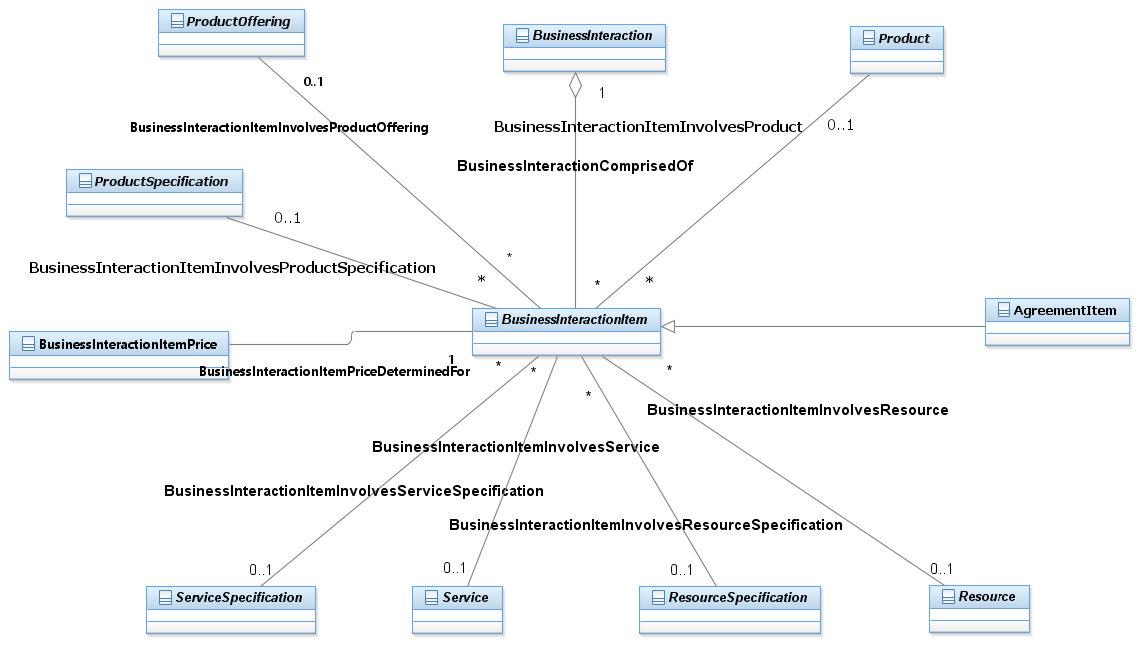 ProductOffering
BusinessInteraction
Product
0..1
1
BusinessInteractionItemInvolvesProductOffering
BusinessInteractionItemInvolvesProduct
0..1
BusinessInteractionComprisedOf
ProductSpecification
0..1
*
BusinessInteractionItemInvolvesProductSpecification
*
*
*
BusinessInteractionItem
AgreementItem
BusinessInteractionItemPrice
1
BusinessInteractionItemPriceDeterminedFor
*
*
*
*
BusinessInteractionItemInvolvesResource
BusinessInteractionItemInvolvesService
BusinessInteractionItemInvolvesServiceSpecification
BusinessInteractionItemInvolvesResourceSpecification
0..1
0..1
0..1
0..1
ServiceSpecification
Service
ResourceSpecification
Resource